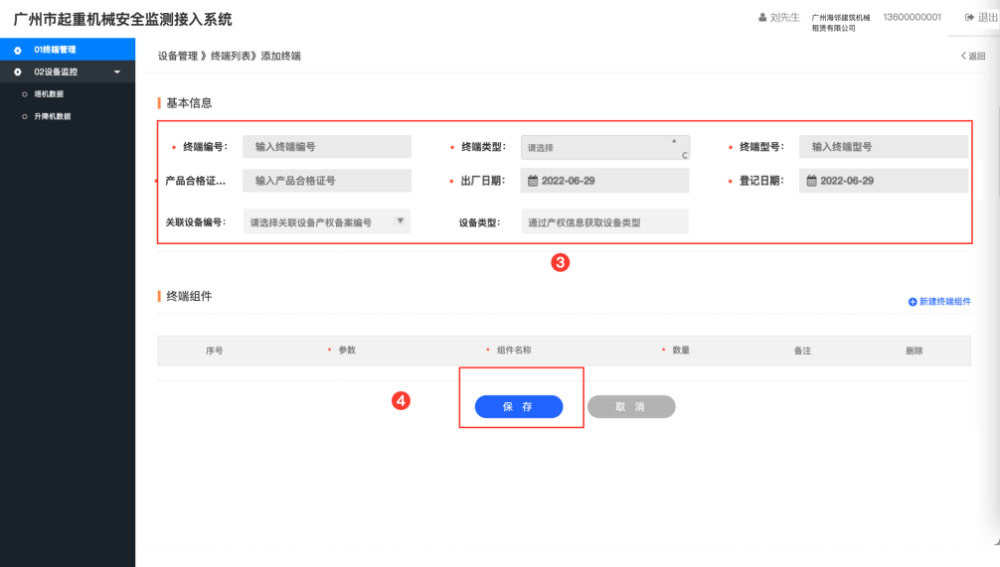 广州市起重机械安全监测接入系统
刘先生 广州海邻建筑机械租赁有限公司 13600000001 退出
01终端管理
02设备监控
塔机数据
升降机数据
设备管理 》终端列表》添加终端
返回
基本信息
* 终端编号: 输入终端编号 * 终端类型: 请选择 * 终端型号: 输入终端型号
* 产品合格证... 输入产品合格证号 * 出厂日期: 2022-06-29 * 登记日期: 2022-06-29
关联设备编号: 请选择关联设备产权备案编号 设备类型: 通过产权信息获取设备类型
3
终端组件
新建终端组件
序号 * 参数 * 组件名称 * 数量 备注 删除
4
保 存 取 消